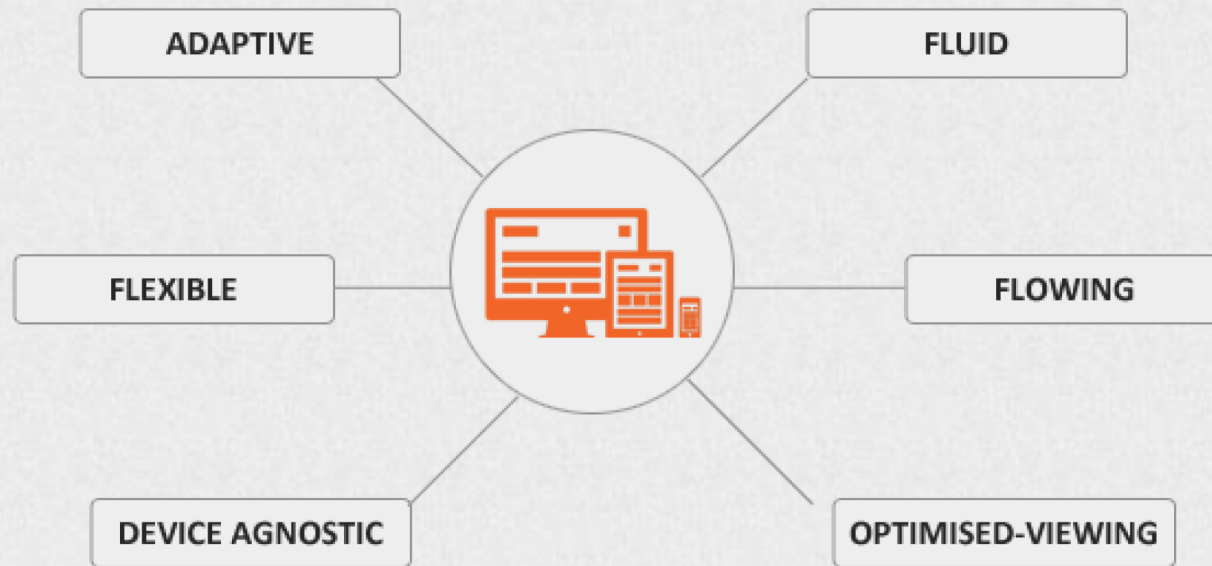 ADAPTIVE
FLUID
FLEXIBLE
FLOWING
DEVICE AGNOSTIC
OPTIMISED-VIEWING